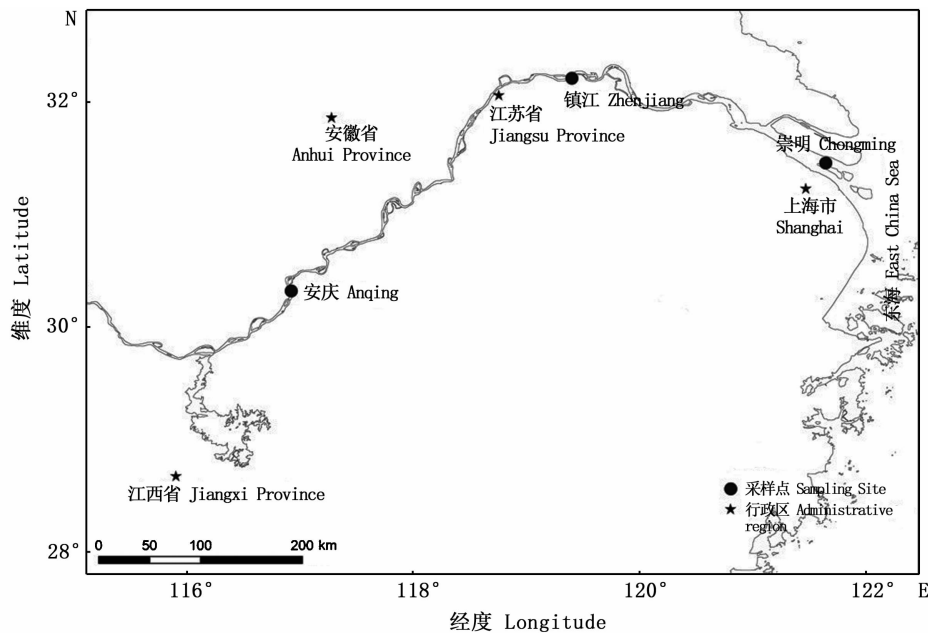 N
32°
30°
28°
维度 Latitude
安徽省
Anhui Province
江苏省
Jiangsu Province
镇江 Zhenjiang
崇明 Chongming
上海市
Shanghai
东海 East China Sea
安庆 Anqing
江西省 Jiangxi Province
采样点 Sampling Site
行政区 Administrative
region
0 50 100 200 km
116° 118° 120° 122° E
经度 Longitude